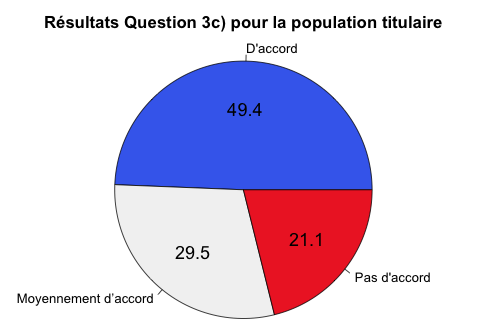 Résultats Question 3c) pour la population titulaire
D'accord
49.4
29.5
21.1
Pas d'accord
Moyennement d’accord